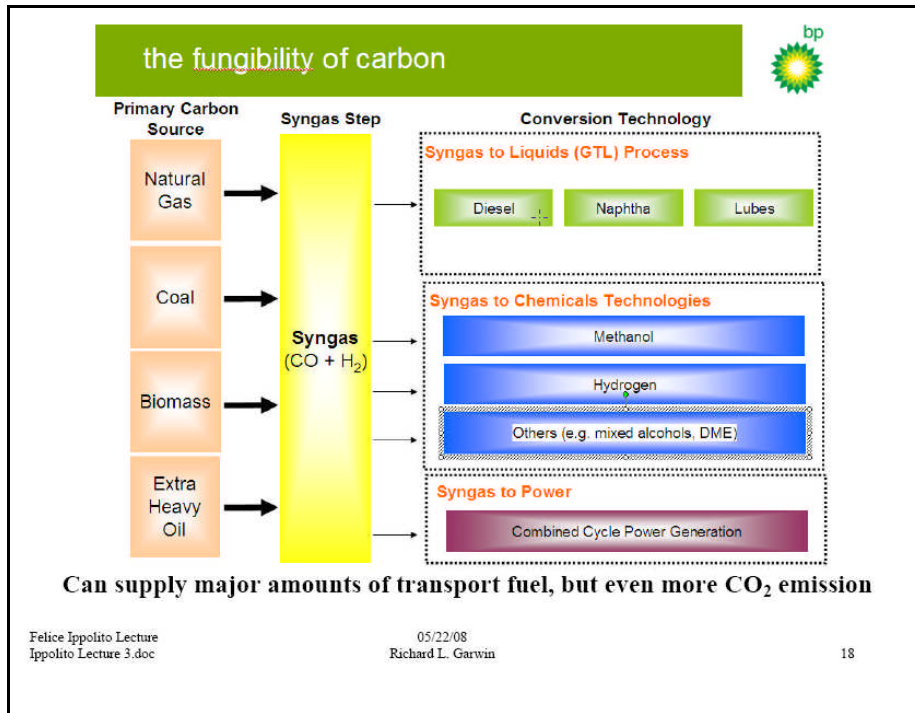 bp
the fungibility of carbon
Primary Carbon
Source
Syngas Step
Conversion Technology
Natural
Gas
Coal
Biomass
Extra
Heavy
Oil
Syngas
(CO + H₂)
Syngas to Liquids (GTL) Process
Diesel
Naphtha
Lubes
Syngas to Chemicals Technologies
Methanol
Hydrogen
Others (e.g. mixed alcohols, DME)
Syngas to Power
Combined Cycle Power Generation
Can supply major amounts of transport fuel, but even more CO₂ emission
Felice Ippolito Lecture
Ippolito Lecture 3.doc
05/22/08
Richard L. Garwin
18